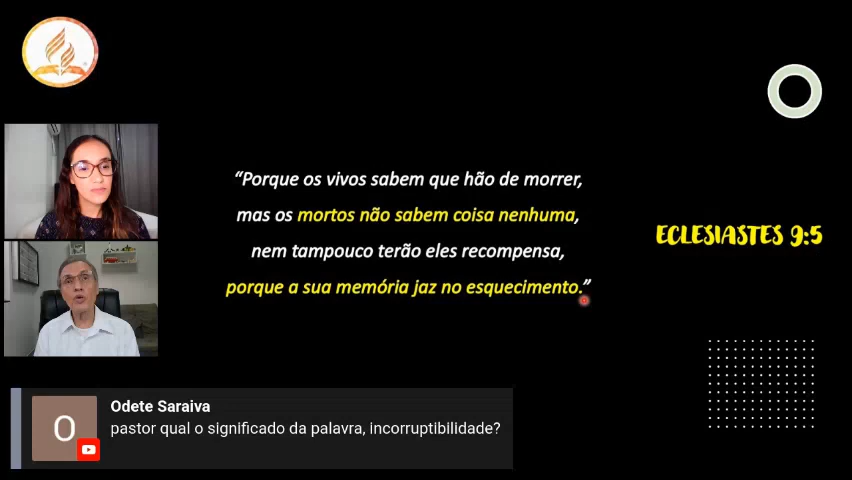 “Porque os vivos sabem que hão de morrer,
mas os mortos não sabem coisa nenhuma,
nem tampouco terão eles recompensa,
porque a sua memória jaz no esquecimento.”
ECLESIASTES 9:5
O
Odete Saraiva
pastor qual o significado da palavra, incorruptibilidade?